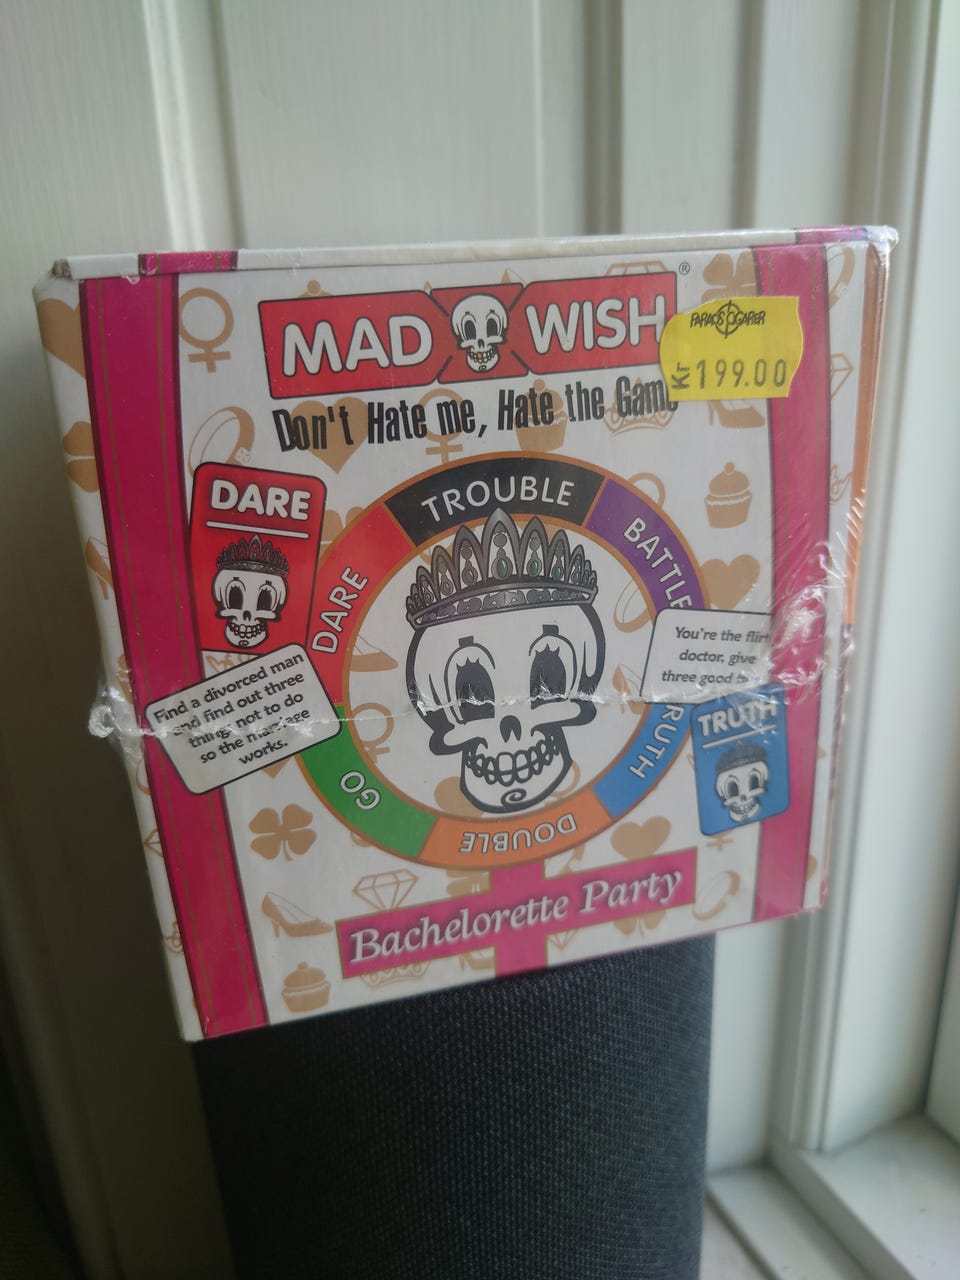 MAD WISH®
FARAOS CIGARER
Kr 199.00
Don't Hate me, Hate the Game
DARE
TROUBLE
BATTLE
DARE
Find a divorced man
and find out three
things not to do
so the marriage
works.
You're the flirt
doctor, give
three good
TRUTH
TRUTH
GO
DOUBLE
Bachelorette Party